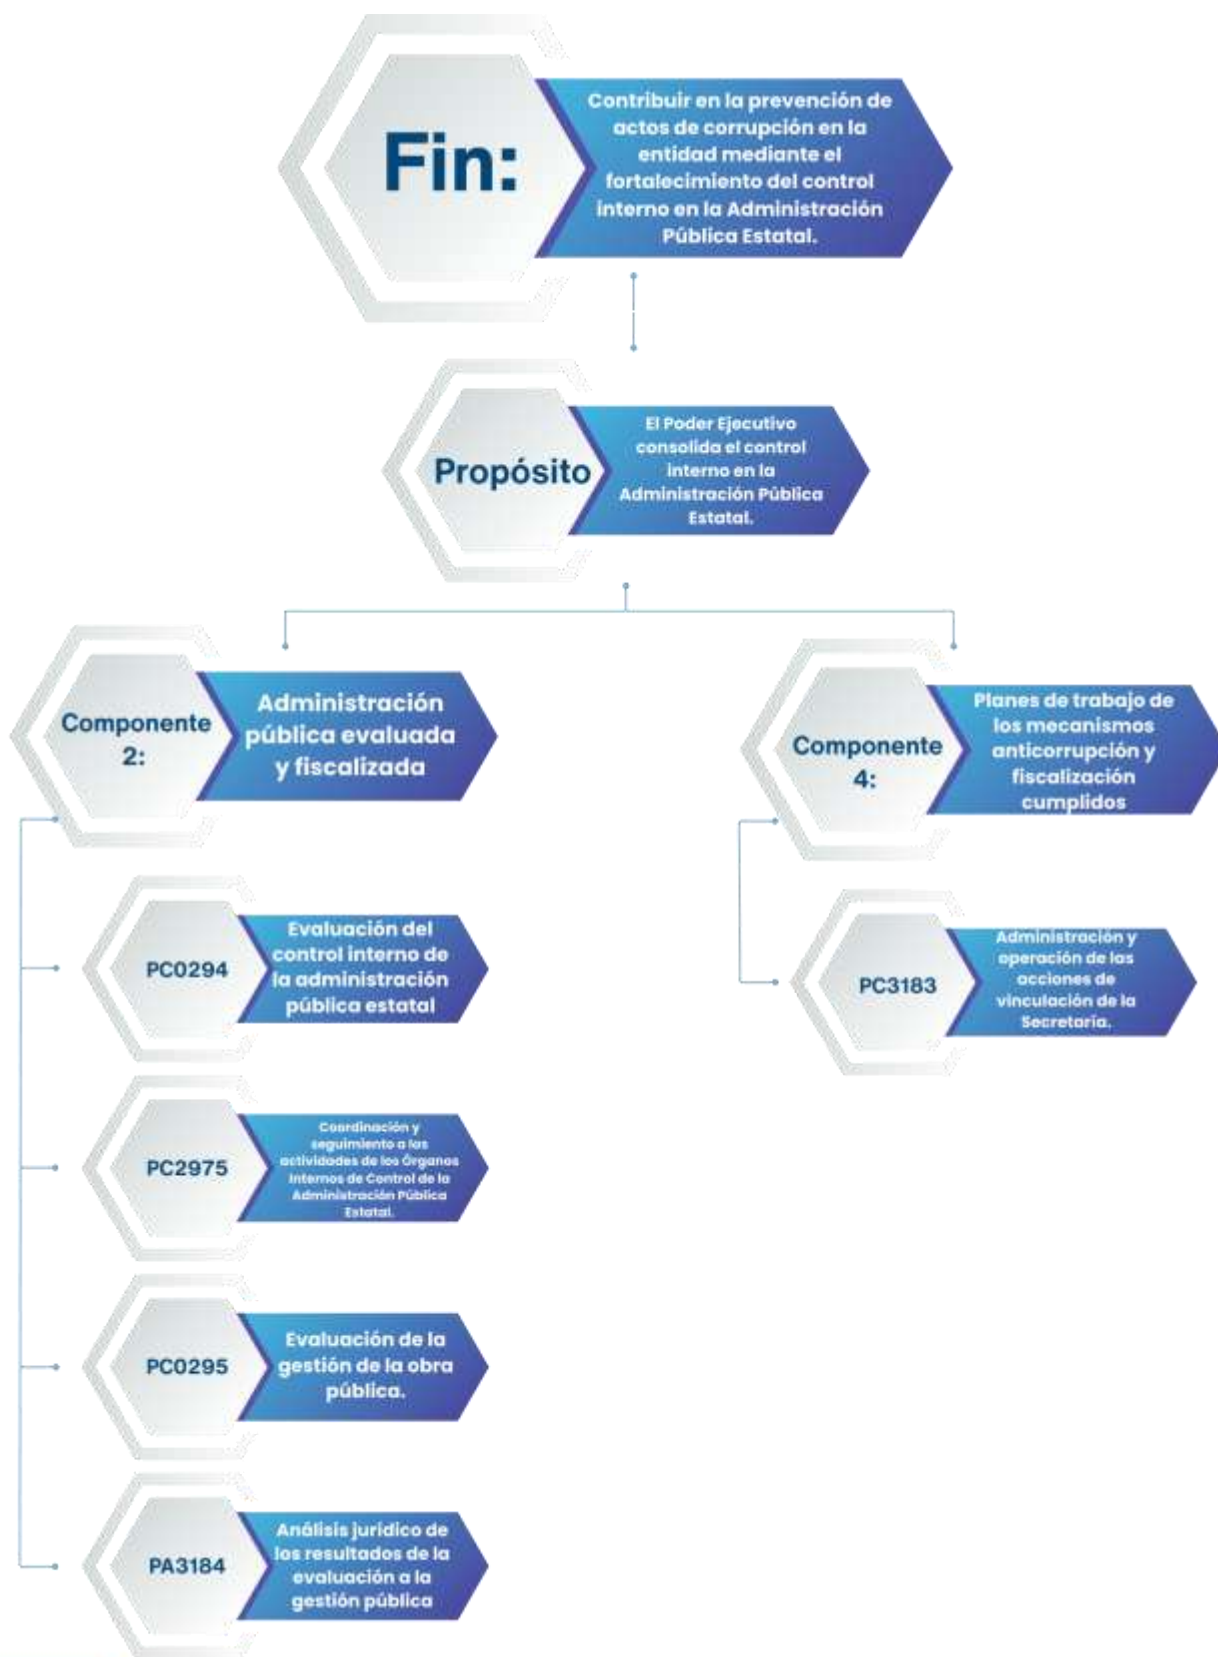 Fin:
Contribuir en la prevención de
actos de corrupción en la
entidad mediante el
fortalecimiento del control
interno en la Administración
Pública Estatal.
Propósito
El Poder Ejecutivo
consolida el control
interno en la
Administración Pública
Estatal.
Componente
2:
Administración
pública evaluada
y fiscalizada
Componente
4:
Planes de trabajo de
los mecanismos
anticorrupción y
fiscalización
cumplidos
PC0294
Evaluación del
control interno de
la administración
pública estatal
PC3183
Administración y
operación de las
acciones de
vinculación de la
Secretaría.
PC2975
Coordinación y
seguimiento a las
actividades de los Órganos
Internos de Control de la
Administración Pública
Estatal.
PC0295
Evaluación de la
gestión de la obra
pública.
PA3184
Análisis jurídico de
los resultados de la
evaluación a la
gestión pública